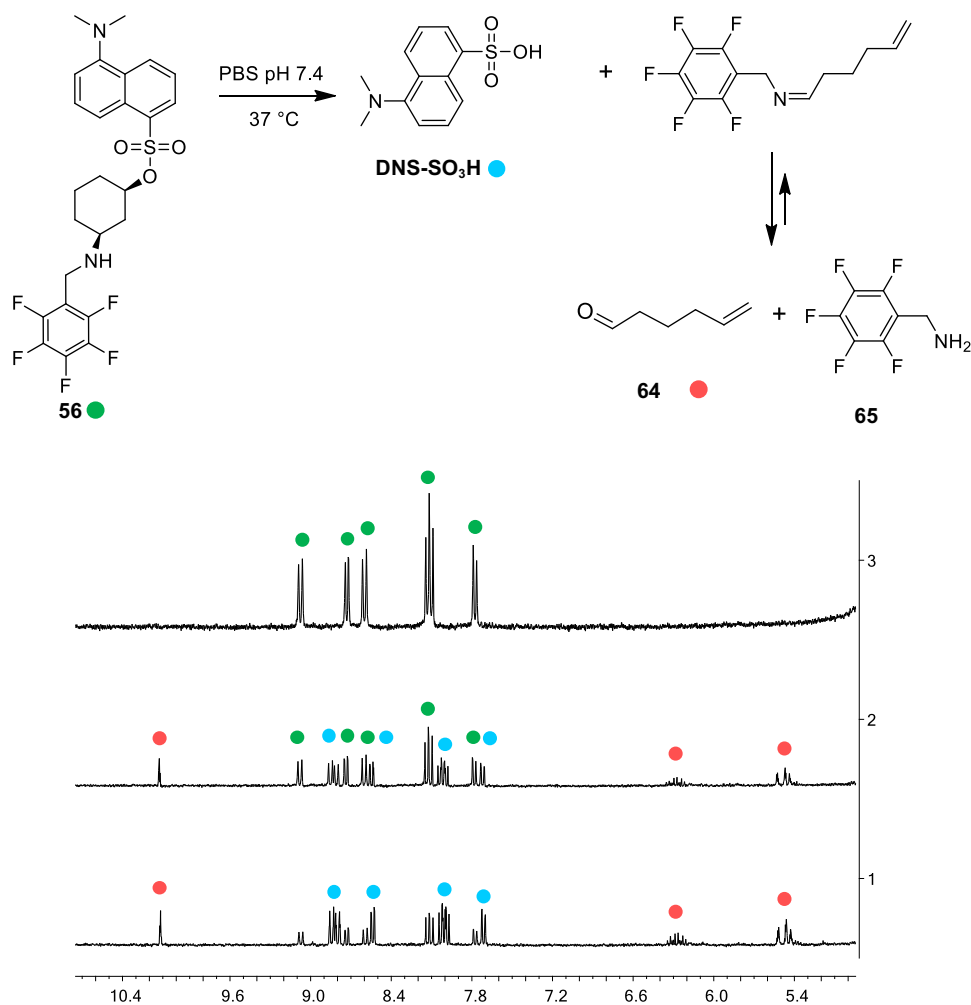 N
PBS pH 7.4
37 °C
O=S=O
O
NH
F F
F F
F
56
O
S-OH
O
N
DNS-SO₃H
+
F
F F
F N
F
O
64
+
F
F F
F NH₂
F
65
3
2
1
10.4 9.6 9.0 8.4 7.8 7.2 6.6 6.0 5.4